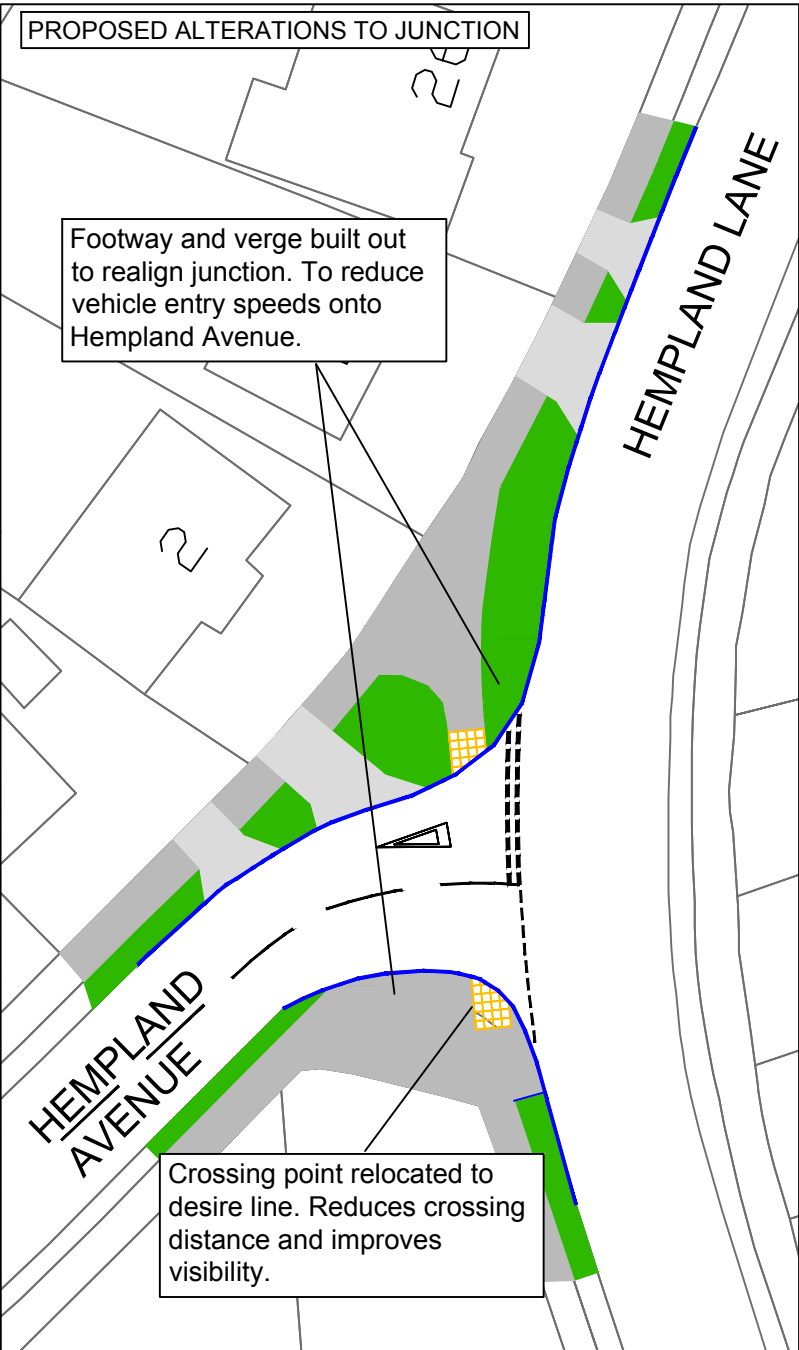 PROPOSED ALTERATIONS TO JUNCTION
Footway and verge built out
to realign junction. To reduce
vehicle entry speeds onto
Hempland Avenue.
HEMPLAND LANE
2
HEMPLAND
AVENUE
Crossing point relocated to
desire line. Reduces crossing
distance and improves
visibility.